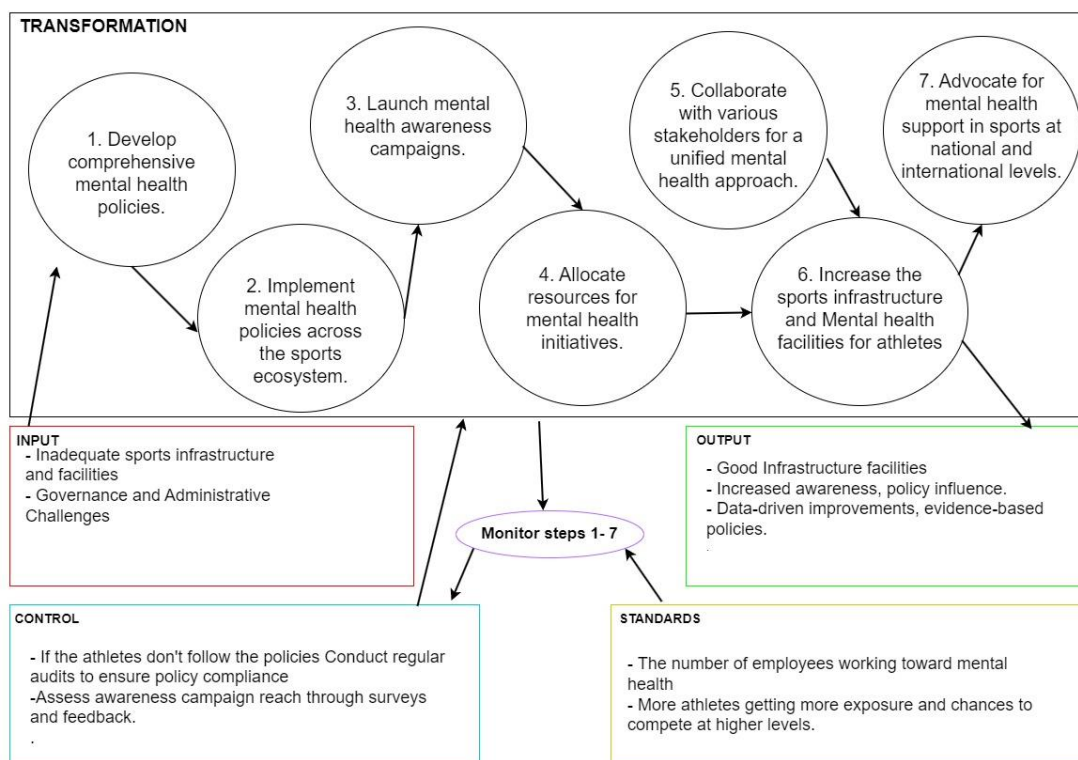 TRANSFORMATION
1. Develop
comprehensive
mental health
policies.
2. Implement
mental health
policies across
the sports
ecosystem.
3. Launch mental
health awareness
campaigns.
4. Allocate
resources for
mental health
initiatives.
5. Collaborate
with various
stakeholders for a
unified mental
health approach.
6. Increase the
sports infrastructure
and Mental health
facilities for athletes
7. Advocate for
mental health
support in sports at
national and
international levels.
INPUT
- Inadequate sports infrastructure
and facilities
- Governance and Administrative
Challenges
OUTPUT
- Good Infrastructure facilities
- Increased awareness, policy influence.
- Data-driven improvements, evidence-based
policies.
.
Monitor steps 1- 7
CONTROL
- If the athletes don't follow the policies Conduct regular
audits to ensure policy compliance
-Assess awareness campaign reach through surveys
and feedback.
.
STANDARDS
- The number of employees working toward mental
health
- More athletes getting more exposure and chances to
compete at higher levels.